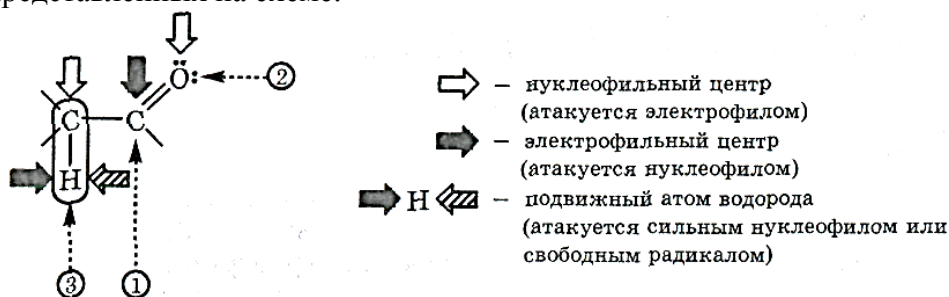 представленных на схеме.
O:
②
C
C
H
③
①
– нуклеофильный центр
(атакуется электрофилом)
– электрофильный центр
(атакуется нуклеофилом)
H – подвижный атом водорода
(атакуется сильным нуклеофилом или
свободным радикалом)